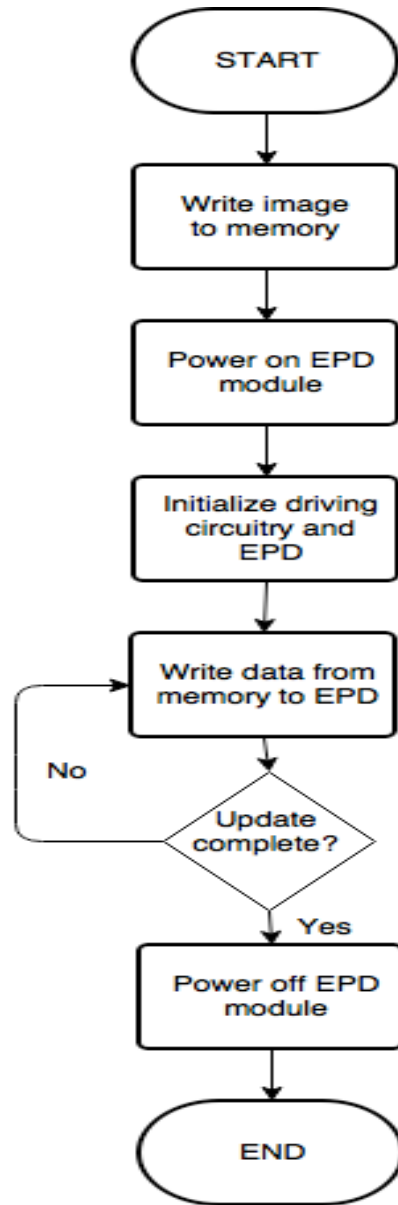 START
Write image
to memory
Power on EPD
module
Initialize driving
circuitry and
EPD
Write data from
memory to EPD
No
Update
complete?
Yes
Power off EPD
module
END